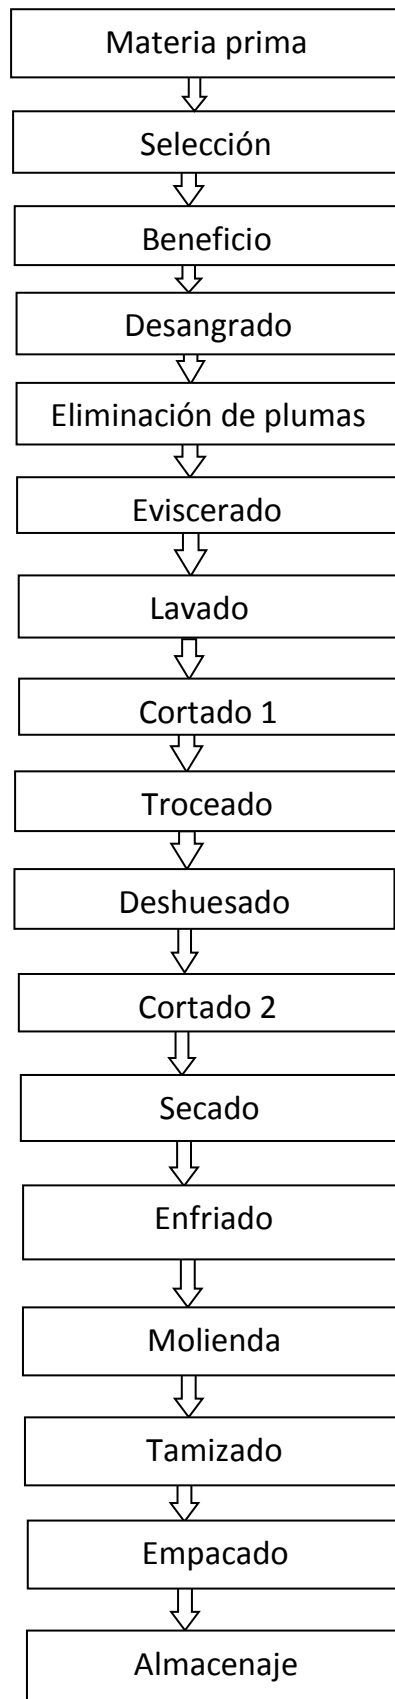 Materia prima
Selección
Beneficio
Desangrado
Eliminación de plumas
Eviscerado
Lavado
Cortado 1
Troceado
Deshuesado
Cortado 2
Secado
Enfriado
Molienda
Tamizado
Empacado
Almacenaje